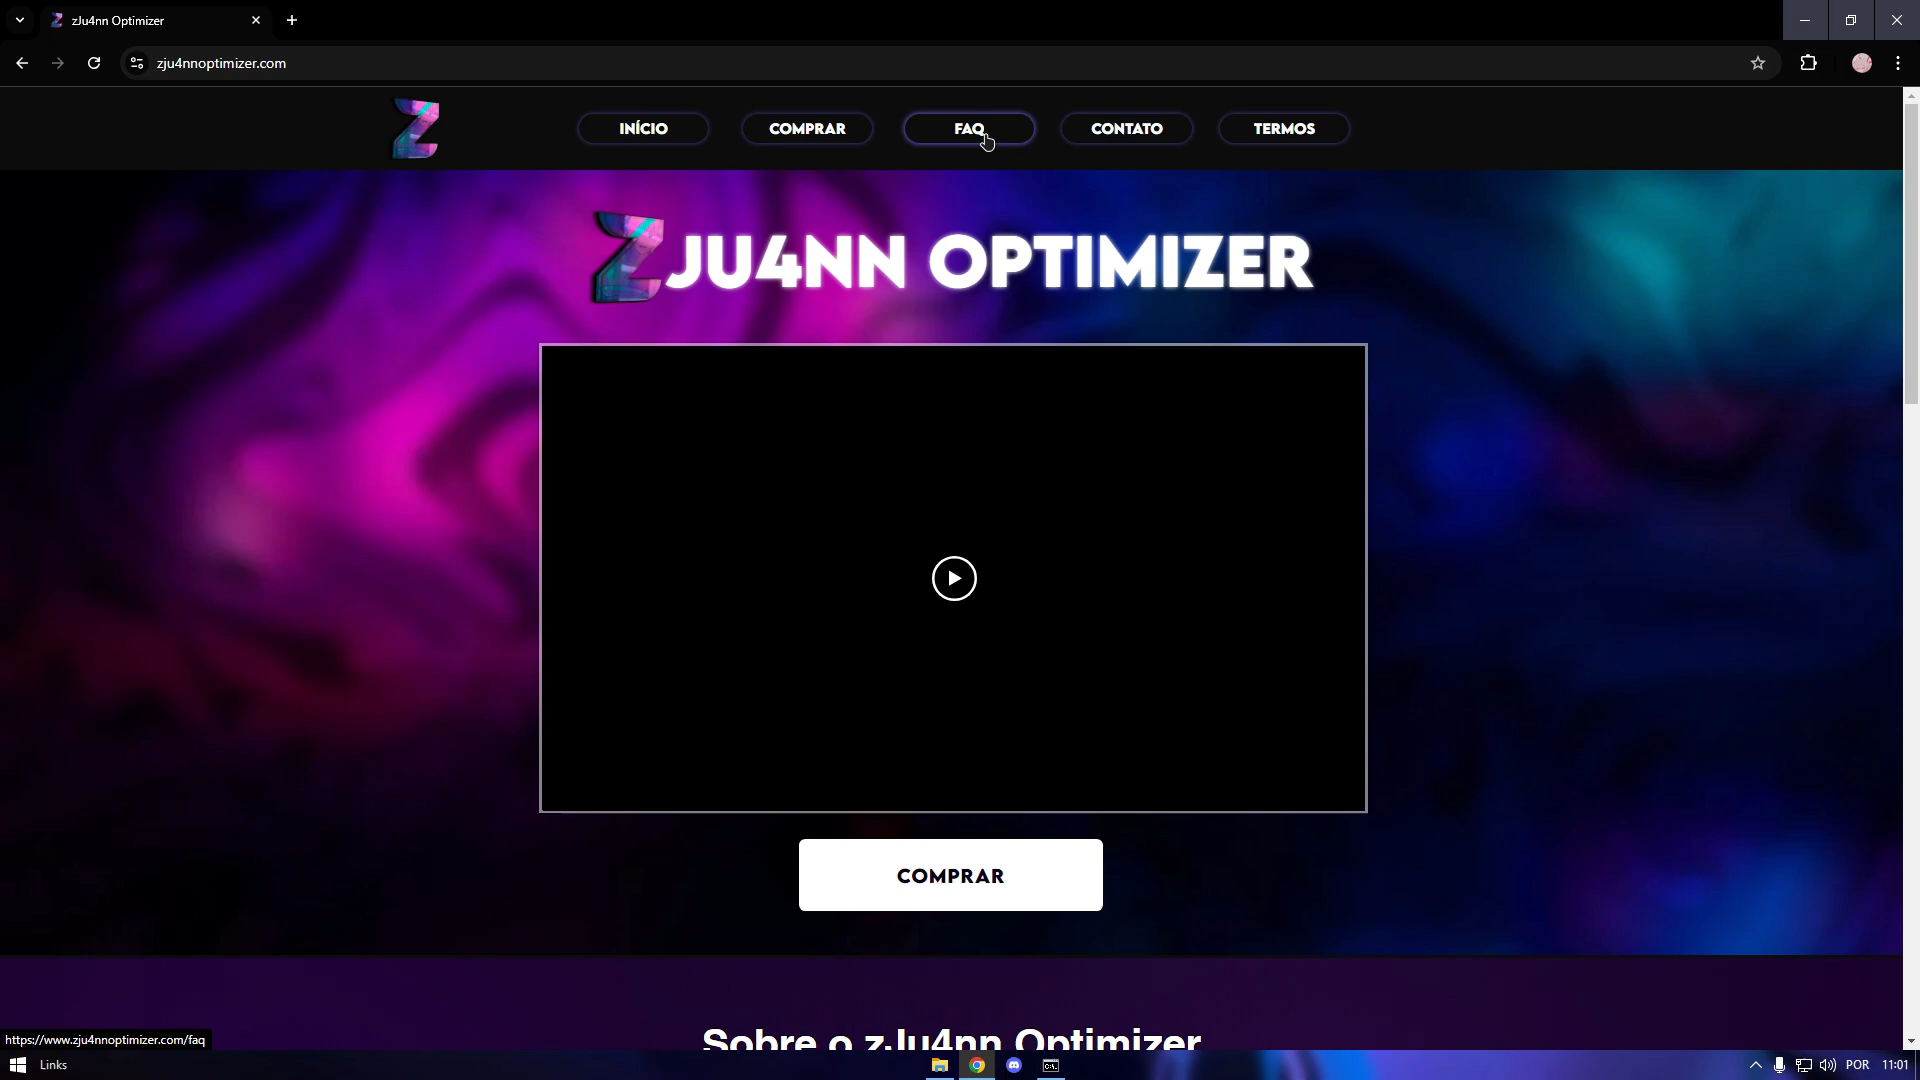 zJu4nn Optimizer
zju4nnoptimizer.com
INÍCIO
COMPRAR
FAQ
CONTATO
TERMOS
ZJU4NN OPTIMIZER
COMPRAR
Sobre o zJu4nn Optimizer
https://www.zju4nnoptimizer.com/faq
Links
POR
11:01